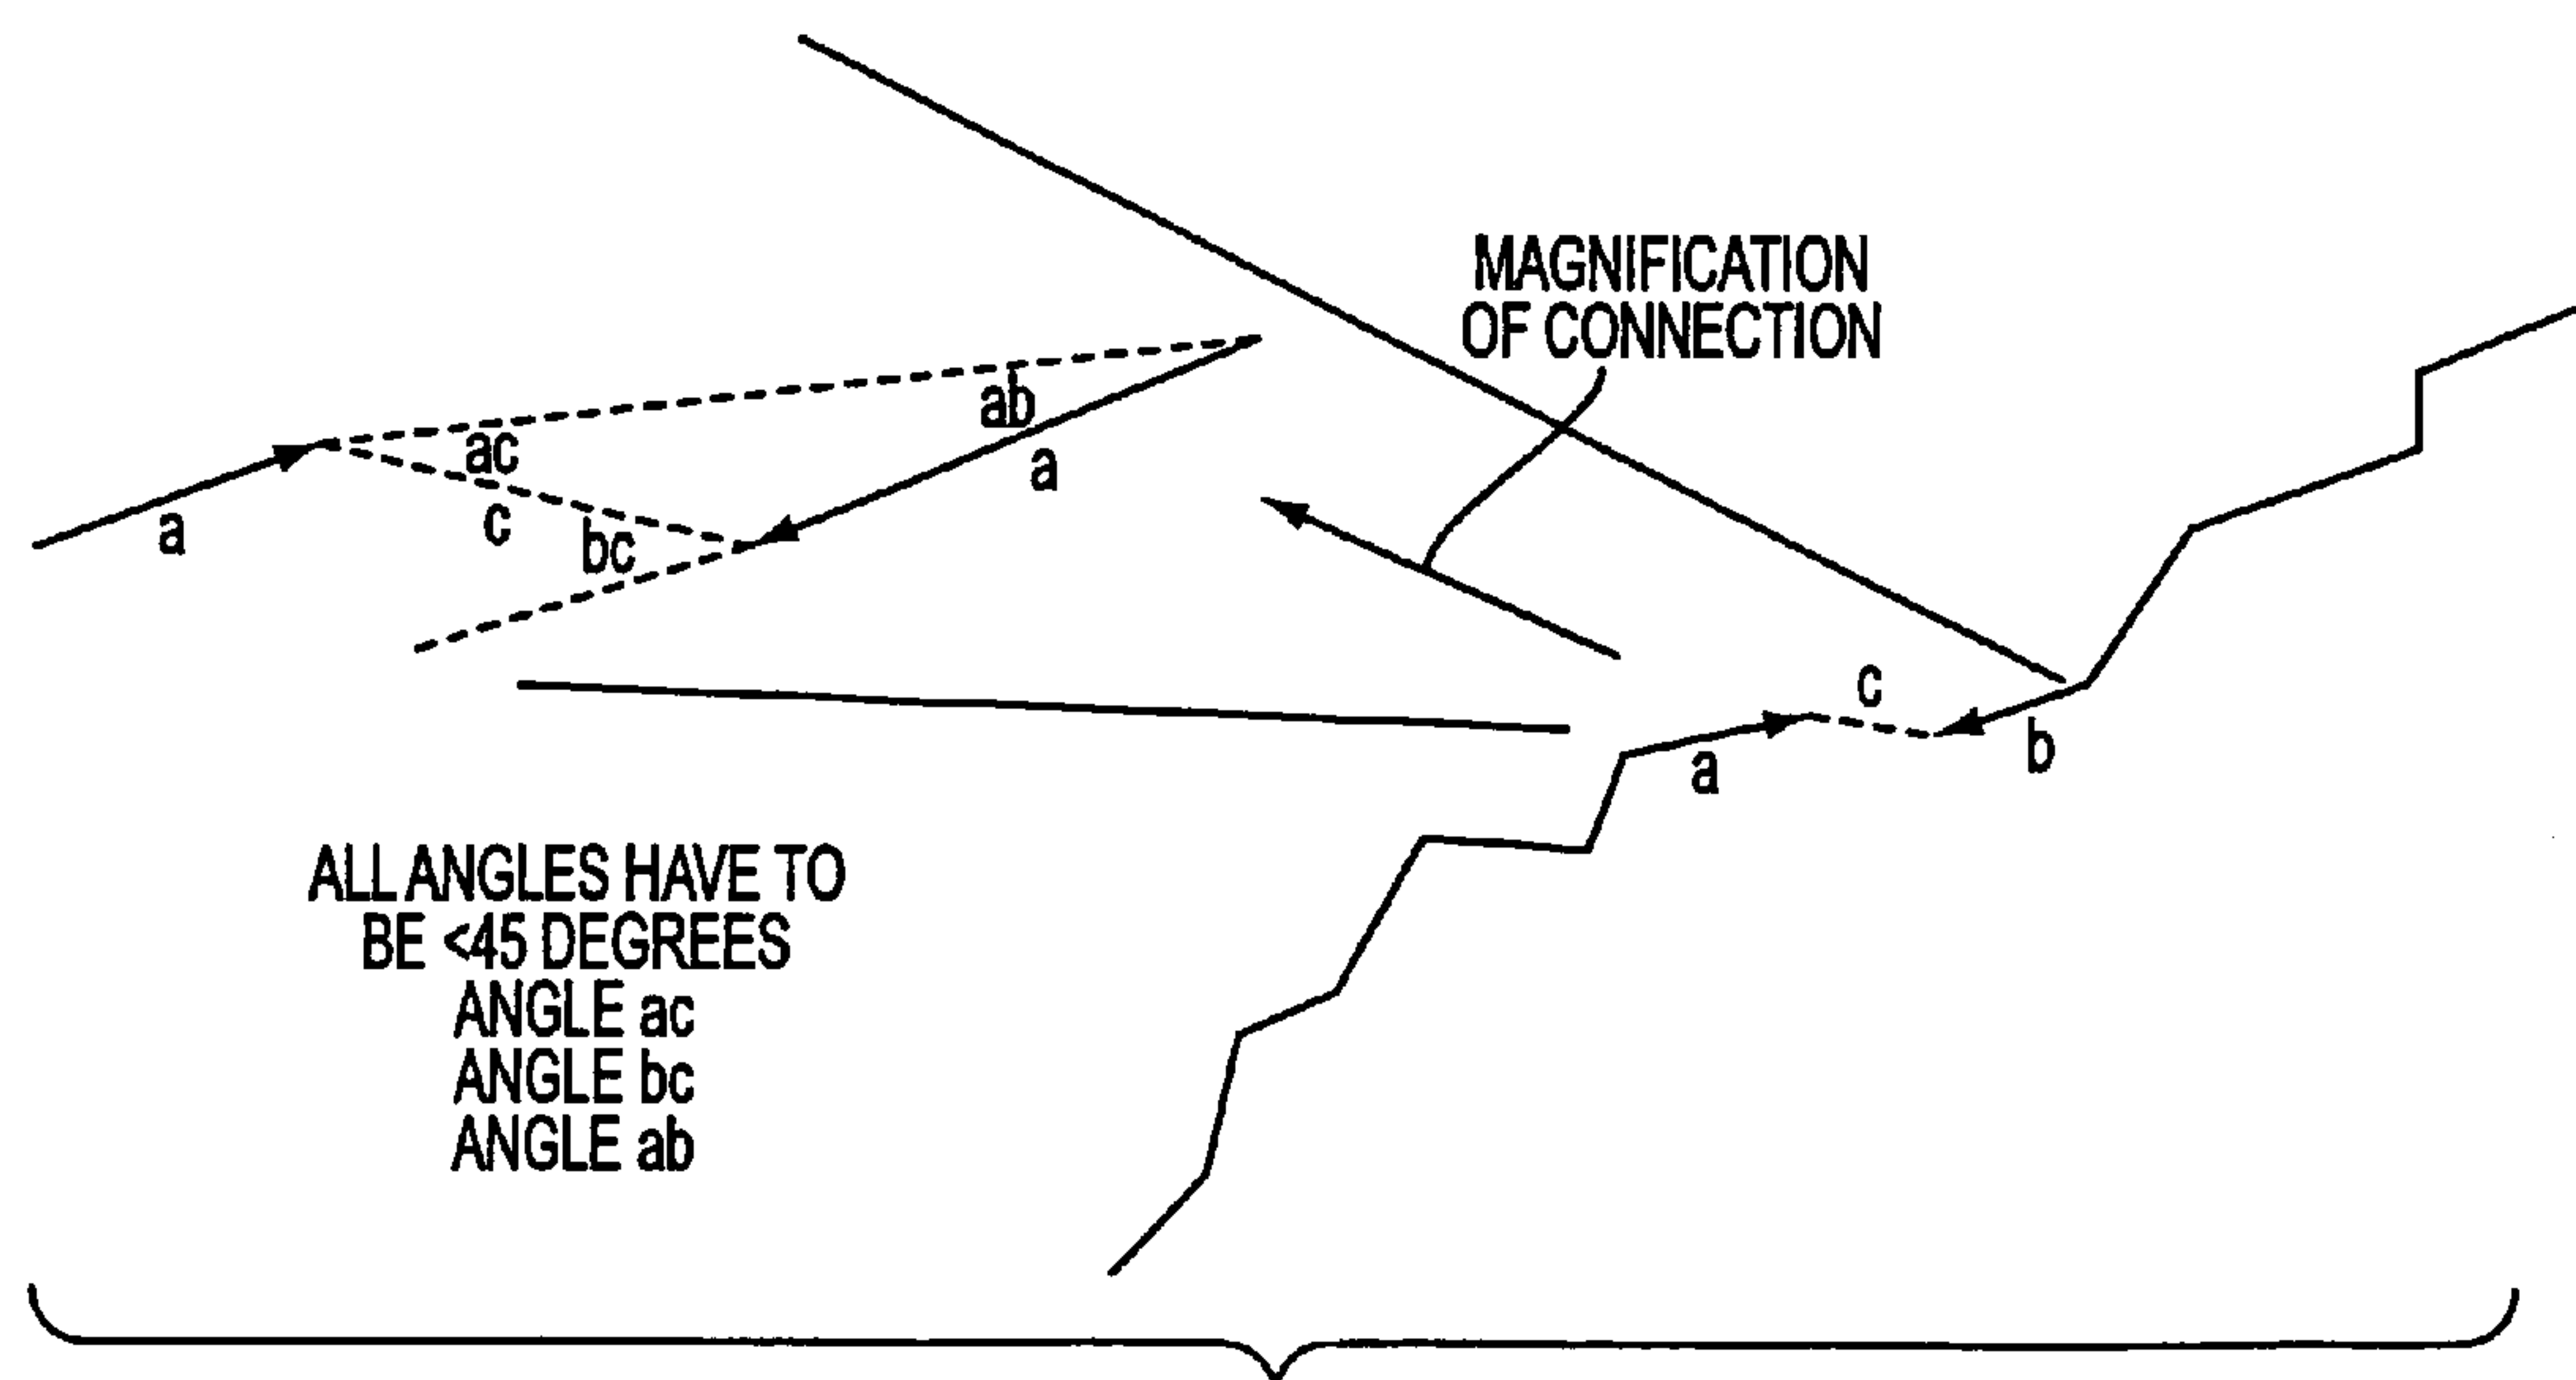 MAGNIFICATION
OF CONNECTION
ab
ac
a
a
c
bc
c
a
b
ALL ANGLES HAVE TO
BE <45 DEGREES
ANGLE ac
ANGLE bc
ANGLE ab